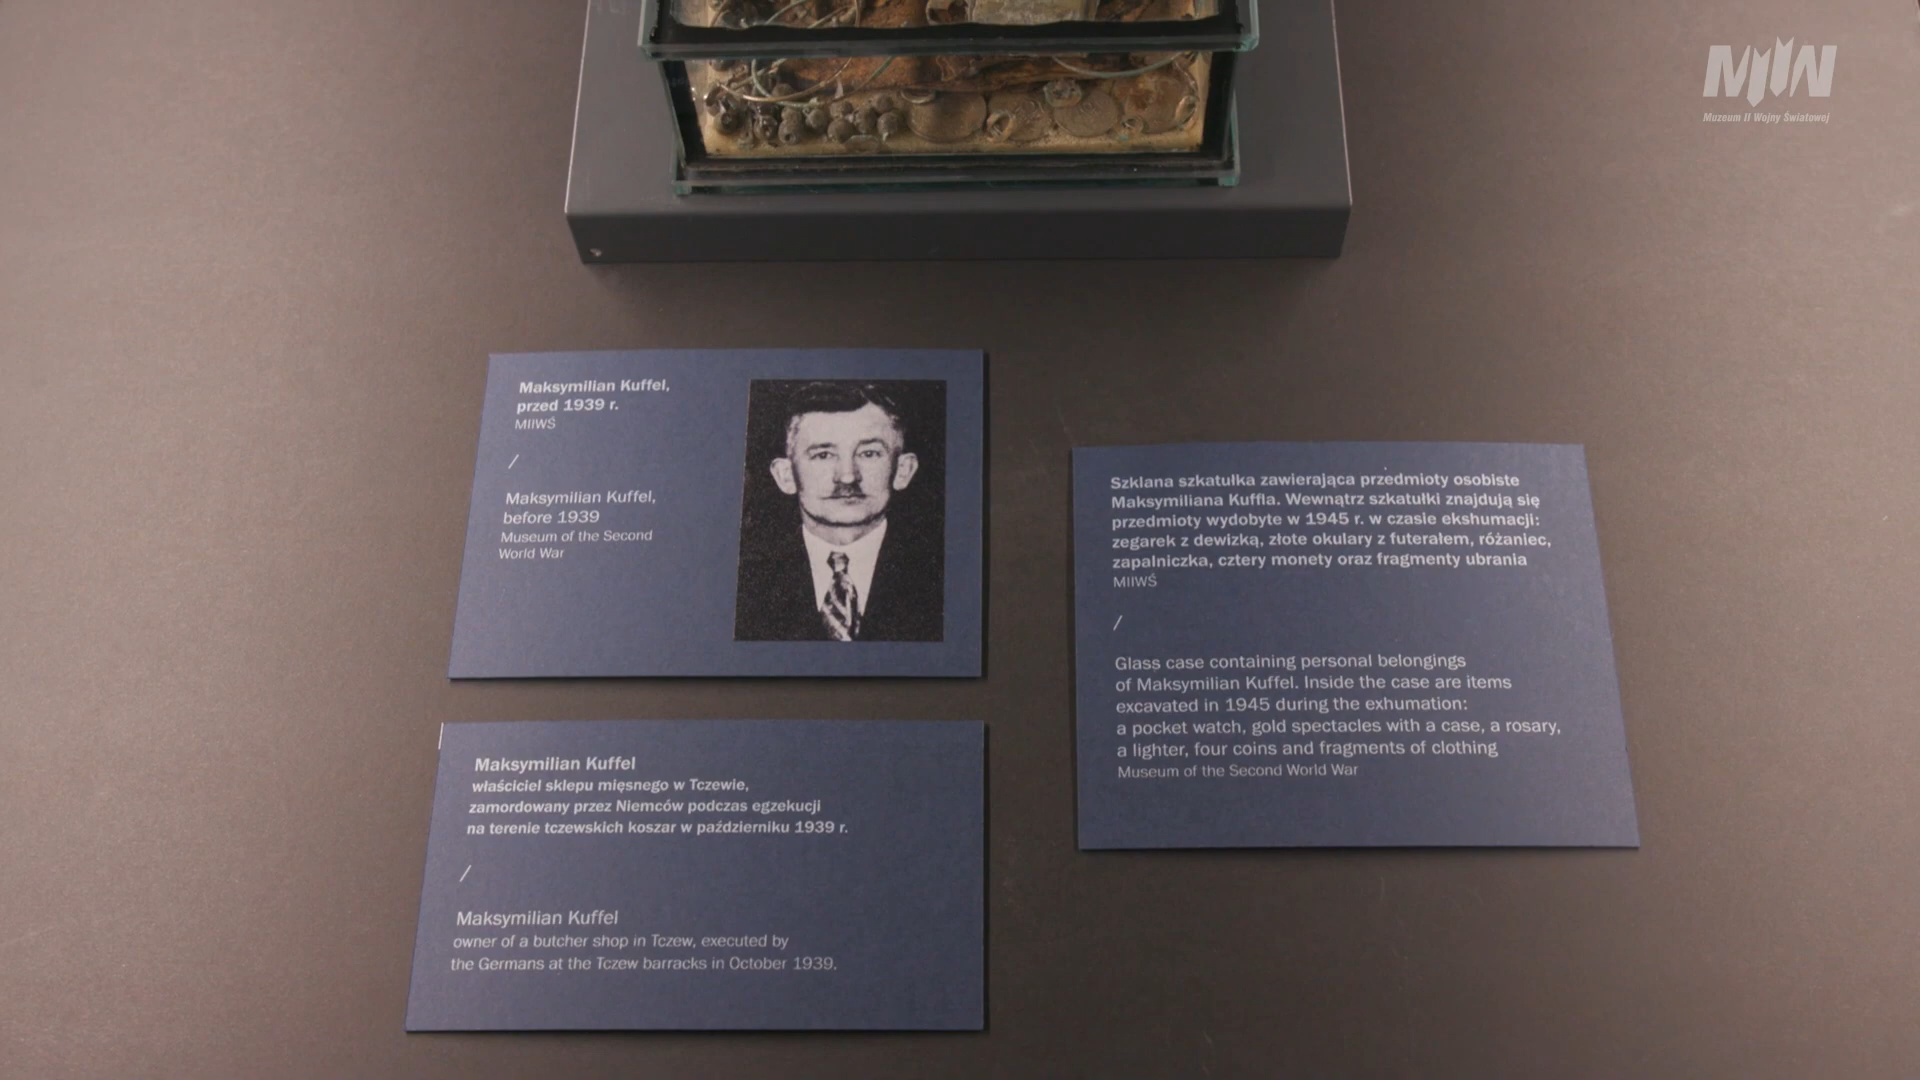 MIIW
Muzeum II Wojny Światowej
Maksymilian Kuffel,
przed 1939 r.
MIIWŚ
/
Maksymilian Kuffel,
before 1939
Museum of the Second
World War
Szklana szkatułka zawierająca przedmioty osobiste
Maksymiliana Kuffla. Wewnątrz szkatułki znajdują się
przedmioty wydobyte w 1945 r. w czasie ekshumacji:
zegarek z dewizką, złote okulary z futerałem, różaniec,
zapalniczka, cztery monety oraz fragmenty ubrania
MIIWŚ
/
Glass case containing personal belongings
of Maksymilian Kuffel. Inside the case are items
excavated in 1945 during the exhumation:
a pocket watch, gold spectacles with a case, a rosary,
a lighter, four coins and fragments of clothing
Museum of the Second World War
Maksymilian Kuffel
właściciel sklepu mięsnego w Tczewie,
zamordowany przez Niemców podczas egzekucji
na terenie tczewskich koszar w październiku 1939 r.
/
Maksymilian Kuffel
owner of a butcher shop in Tczew, executed by
the Germans at the Tczew barracks in October 1939.